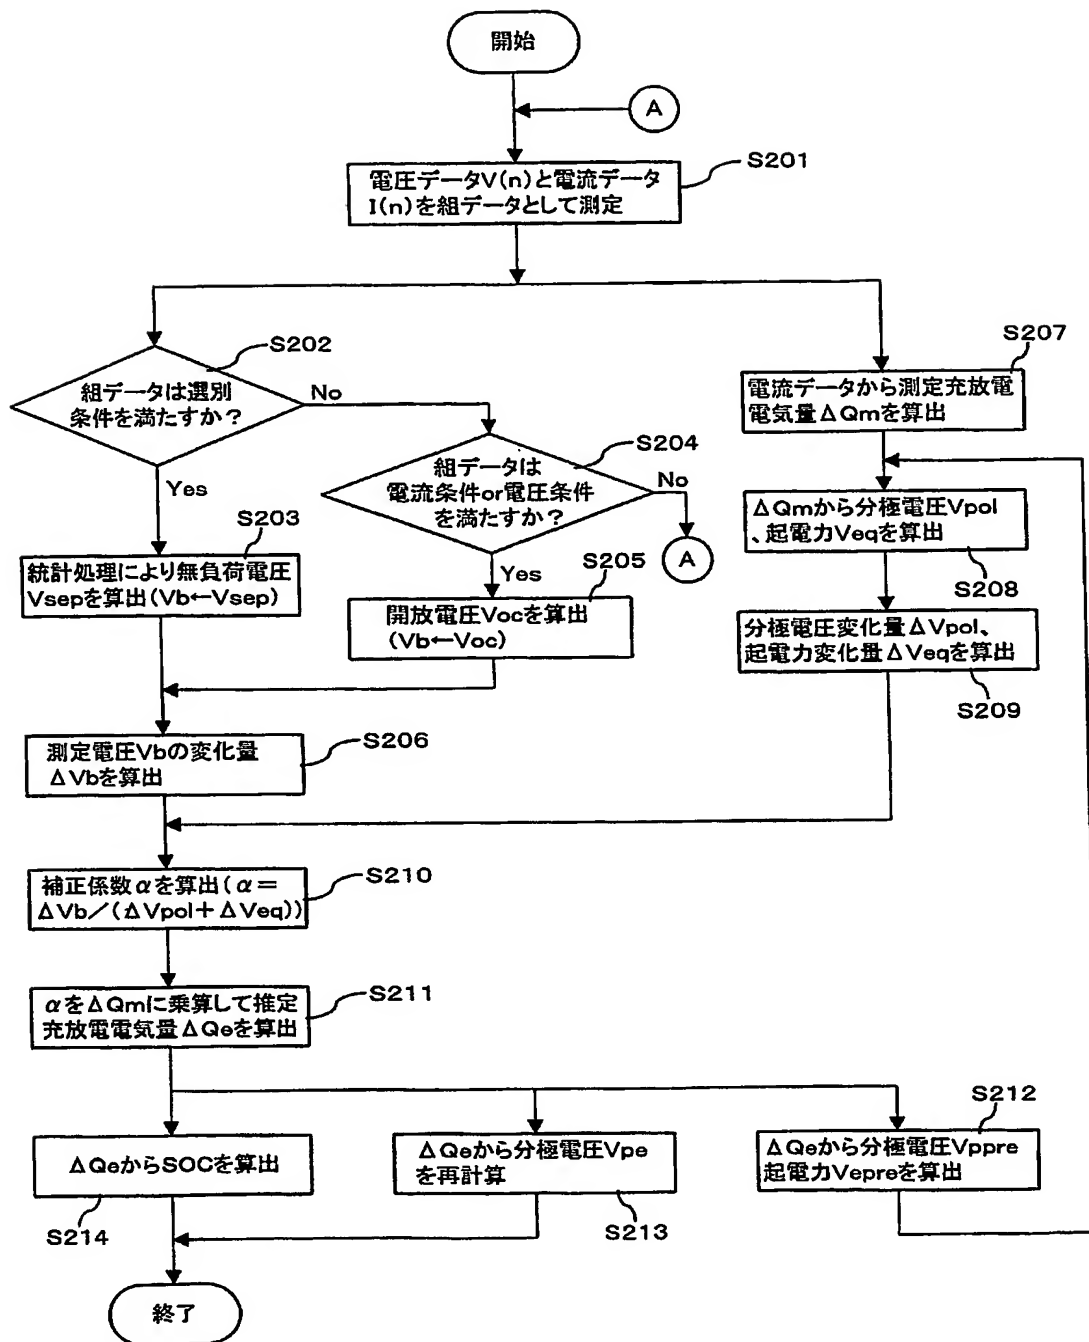 開始
A
S201
電圧データV(n)と電流データ
I(n)を組データとして測定
S202
組データは選別
条件を満たすか?
No
Yes
S203
統計処理により無負荷電圧
Vsepを算出(Vb←Vsep)
S204
組データは
電流条件or電圧条件
を満たすか?
No
A
Yes
S205
開放電圧Vocを算出
(Vb←Voc)
S206
測定電圧Vbの変化量
ΔVbを算出
S207
電流データから測定充放電
電気量ΔQmを算出
ΔQmから分極電圧Vpol
、起電力Veqを算出
S208
分極電圧変化量ΔVpol、
起電力変化量ΔVeqを算出
S209
S210
補正係数αを算出(α=
ΔVb/(ΔVpol+ΔVeq))
S211
αをΔQmに乗算して推定
充放電電気量ΔQeを算出
S212
ΔQeから分極電圧Vppre
起電力Vepreを算出
ΔQeから分極電圧Vpe
を再計算
S213
ΔQeからSOCを算出
S214
終了